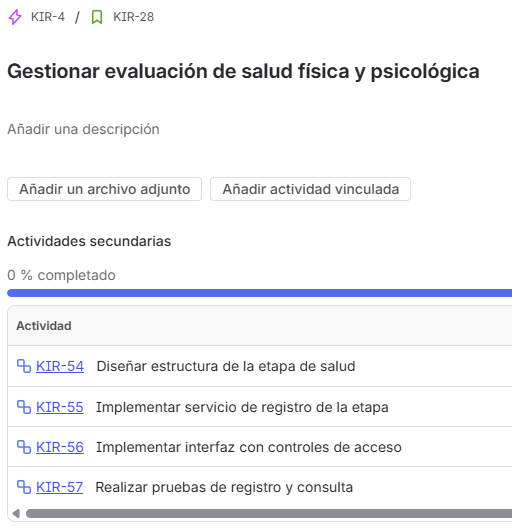 KIR-4 / KIR-28
Gestionar evaluación de salud física y psicológica
Añadir una descripción
Añadir un archivo adjunto Añadir actividad vinculada
Actividades secundarias
0 % completado
Actividad
KIR-54 Diseñar estructura de la etapa de salud
KIR-55 Implementar servicio de registro de la etapa
KIR-56 Implementar interfaz con controles de acceso
KIR-57 Realizar pruebas de registro y consulta